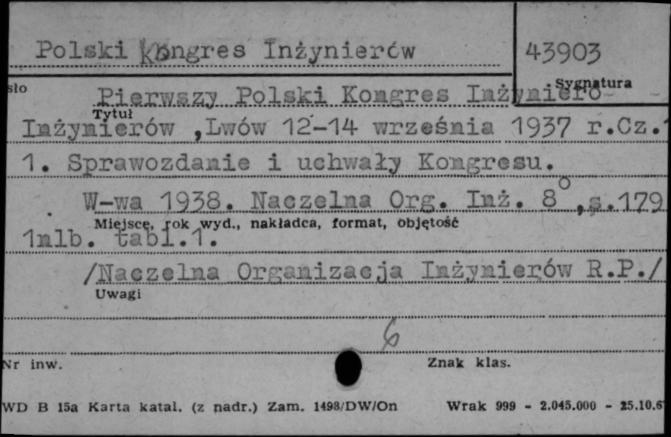 Polski Kongres Inżynierów
43903
sło
Sygnatura
Pierwszy Polski Kongres Inżyniero-
Tytuł
Inżynierów ,Lwów 12-14 września 1937 r.Cz.1
1. Sprawozdanie i uchwały Kongresu.
W-wa 1938. Naczelna Org. Inż. 8°,s.179
Miejsce, rok wyd., nakładca, format, objętość
1nlb. tabl.1.
/Naczelna Organizacja Inżynierów R.P./
Uwagi
6
Nr inw.
Znak klas.
WD B 15a Karta katal. (z nadr.) Zam. 1498/DW/On
Wrak 999 - 2.045.000 - 25.10.6